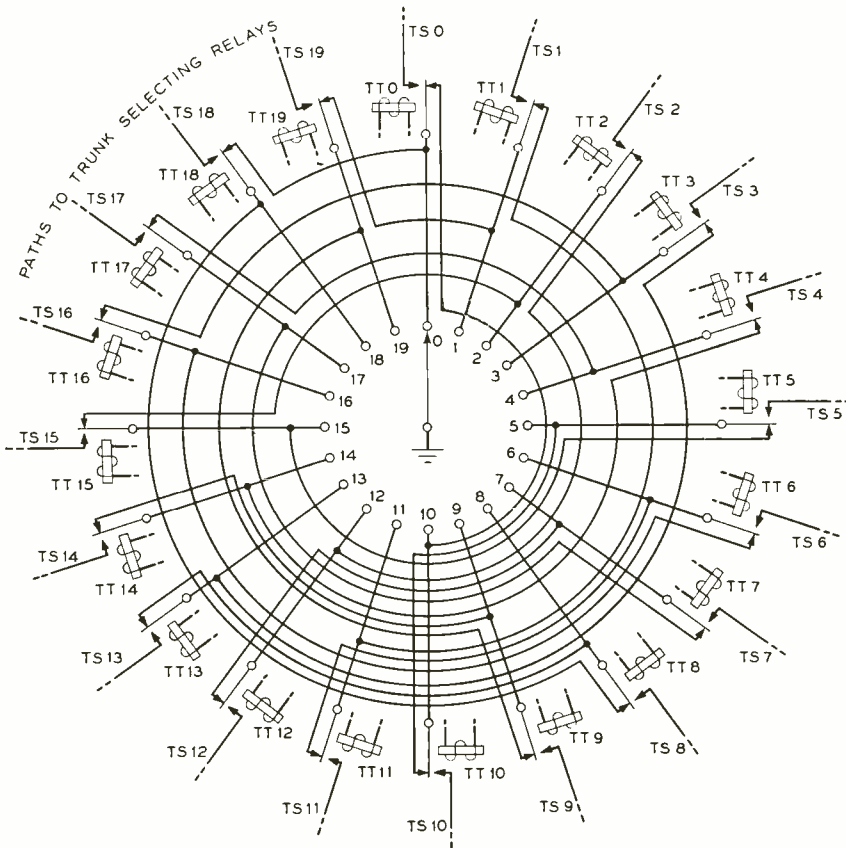 PATHS TO TRUNK SELECTING RELAYS
TS 0
TS 1
TS 2
TS 3
TS 4
TS 5
TS 6
TS 7
TS 8
TS 9
TS 10
TS 11
TS 12
TS 13
TS 14
TS 15
TS 16
TS 17
TS 18
TS 19
TT 0
TT 1
TT 2
TT 3
TT 4
TT 5
TT 6
TT 7
TT 8
TT 9
TT 10
TT 11
TT 12
TT 13
TT 14
TT 15
TT 16
TT 17
TT 18
TT 19
0
1
2
3
4
5
6
7
8
9
10
11
12
13
14
15
16
17
18
19